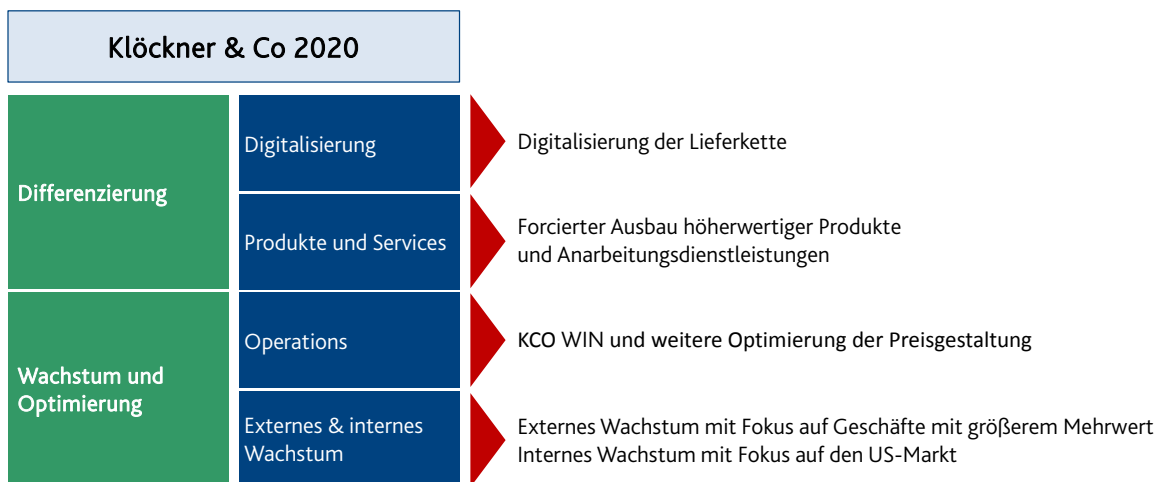 Klöckner & Co 2020
Differenzierung
Digitalisierung
Digitalisierung der Lieferkette
Produkte und Services
Forcierter Ausbau höherwertiger Produkte
und Anarbeitungsdienstleistungen
Wachstum und
Optimierung
Operations
KCO WIN und weitere Optimierung der Preisgestaltung
Externes & internes
Wachstum
Externes Wachstum mit Fokus auf Geschäfte mit größerem Mehrwert
Internes Wachstum mit Fokus auf den US-Markt